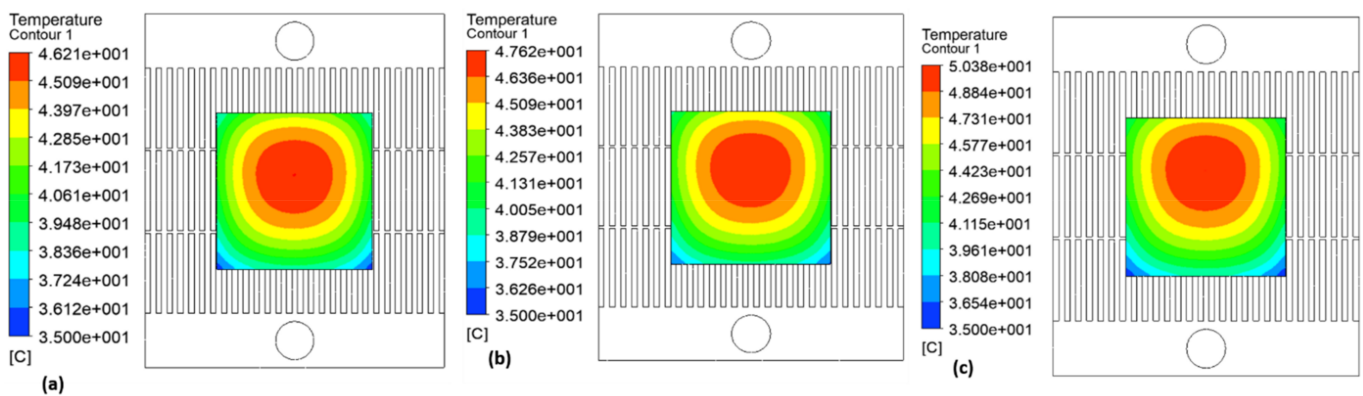 Temperature
Contour 1
4.621e+001
4.509e+001
4.397e+001
4.285e+001
4.173e+001
4.061e+001
3.948e+001
3.836e+001
3.724e+001
3.612e+001
3.500e+001
[C]
(a)
Temperature
Contour 1
4.762e+001
4.636e+001
4.509e+001
4.383e+001
4.257e+001
4.131e+001
4.005e+001
3.879e+001
3.752e+001
3.626e+001
3.500e+001
[C]
(b)
Temperature
Contour 1
5.038e+001
4.884e+001
4.731e+001
4.577e+001
4.423e+001
4.269e+001
4.115e+001
3.961e+001
3.808e+001
3.654e+001
3.500e+001
[C]
(c)